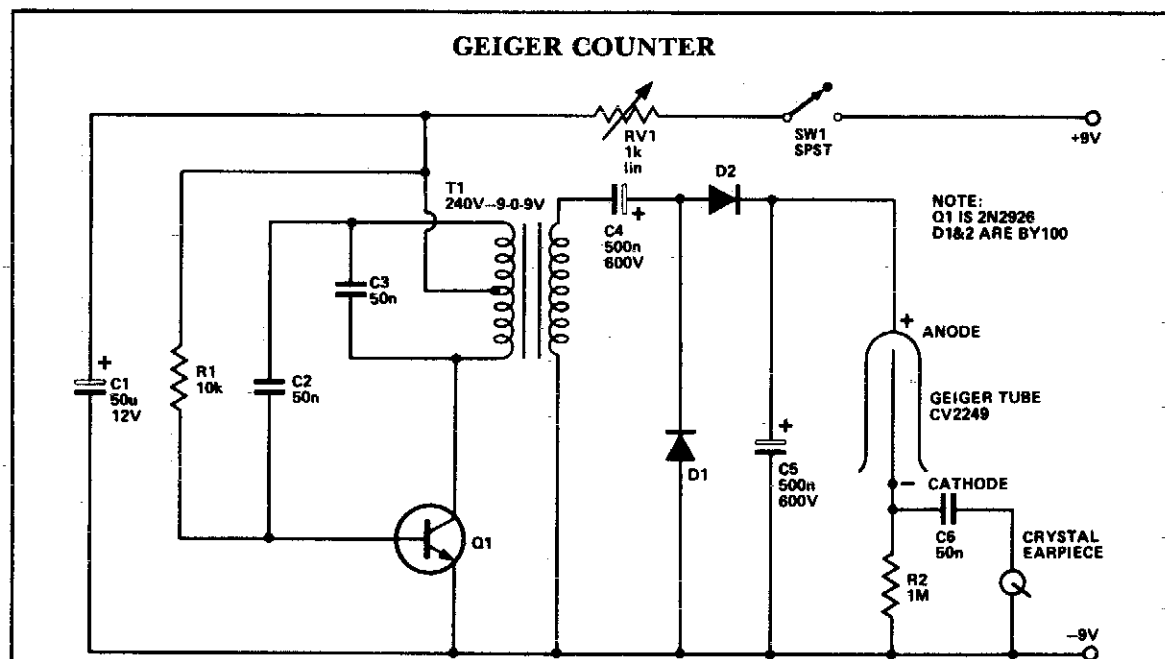 GEIGER COUNTER
RV1
1k
lin
SW1
SPST
+9V
T1
240V-9-0-9V
C4
500n
600V
+
D2
NOTE:
Q1 IS 2N2926
D1&2 ARE BY100
C3
50n
+
ANODE
R1
10k
C2
50n
+
C1
50u
12V
GEIGER TUBE
CV2249
D1
+
C5
500n
600V
– CATHODE
Q1
C6
50n
CRYSTAL
EARPIECE
R2
1M
–9V